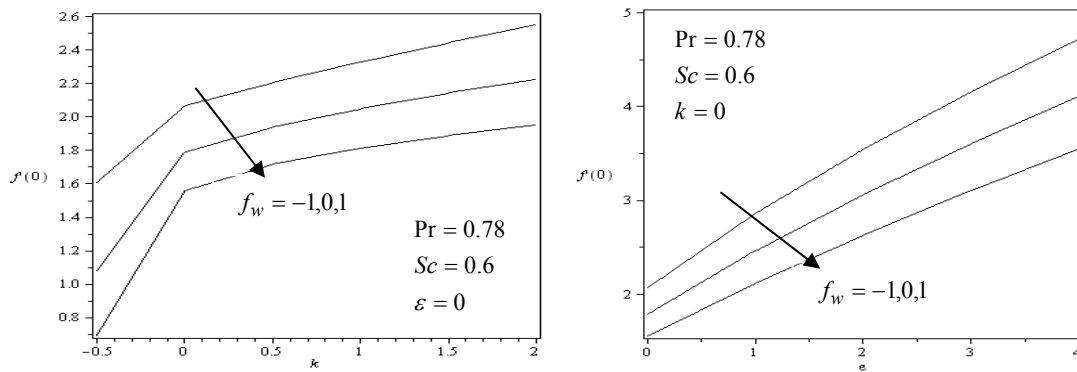 2.6
2.4
2.2
2.0
1.8
1.6
1.4
1.2
1.0
0.8
f'(0)
f_w = −1,0,1
Pr = 0.78
Sc = 0.6
ε = 0
−0.5 0 0.5 1 1.5 2
k
5
4
3
2
f'(0)
Pr = 0.78
Sc = 0.6
k = 0
f_w = −1,0,1
0 1 2 3 4
e